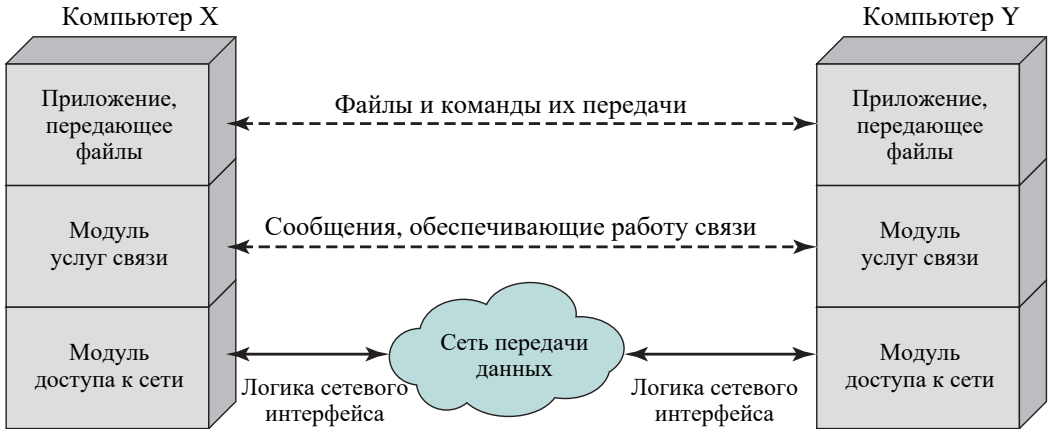 Компьютер X
Компьютер Y
Приложение,
передающее
файлы
Файлы и команды их передачи
Приложение,
передающее
файлы
Модуль
услуг связи
Сообщения, обеспечивающие работу связи
Модуль
услуг связи
Модуль
доступа к сети
Сеть передачи
данных
Модуль
доступа к сети
Логика сетевого
интерфейса
Логика сетевого
интерфейса